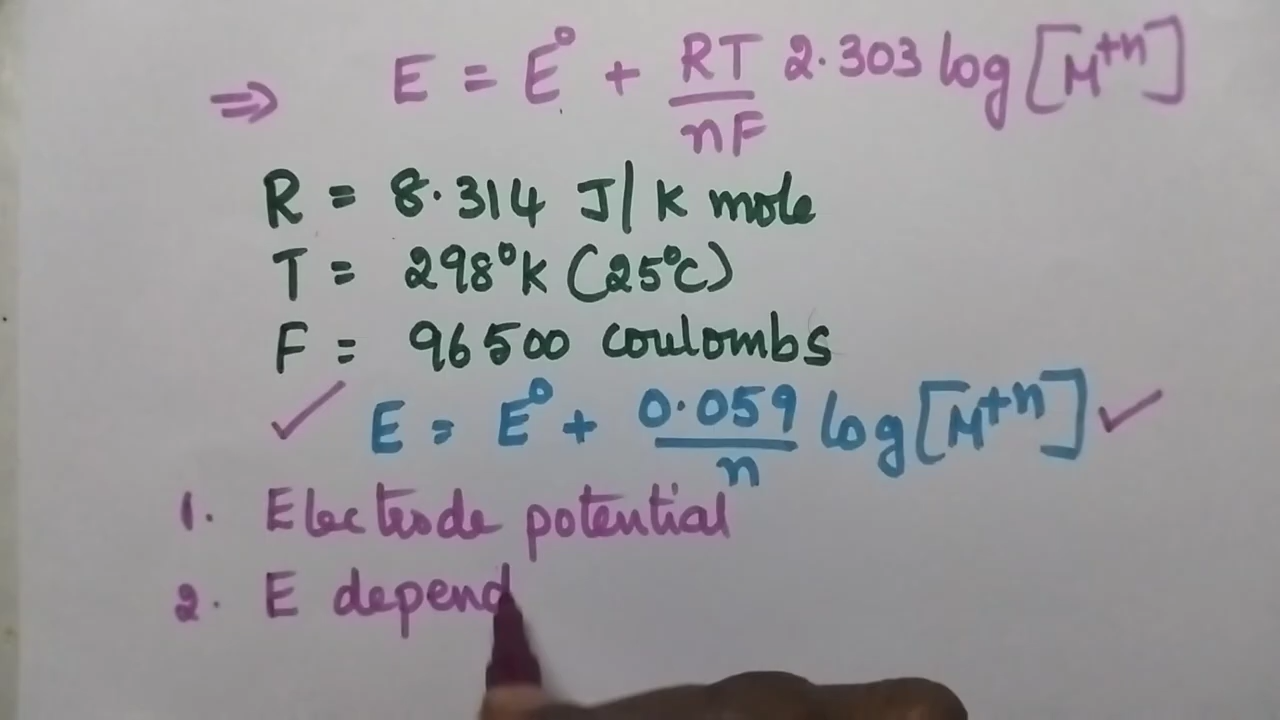 ⇒ E = E° + RT/nF 2.303 log [M⁺ⁿ]
R = 8.314 J/K mole
T = 298°K (25°C)
F = 96500 coulombs
✓ E = E° + 0.059/n log [M⁺ⁿ] ✓
1. Electrode potential
2. E depend